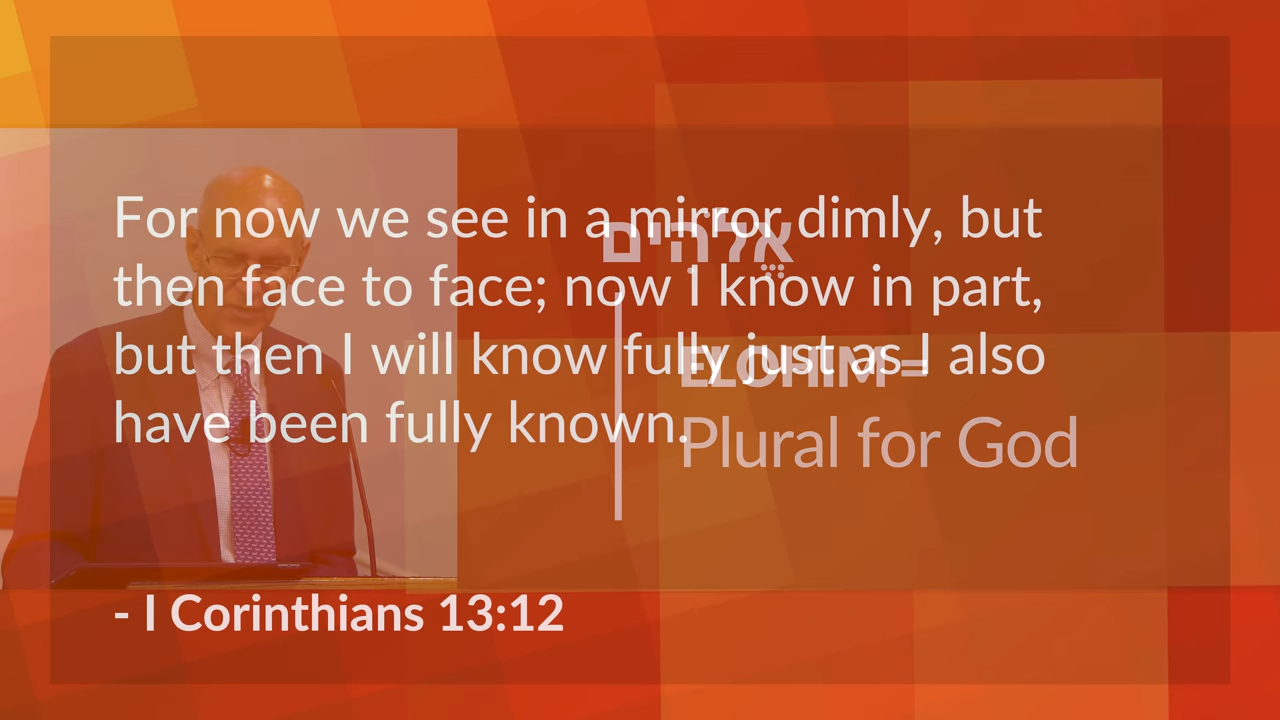 For now we see in a mirror dimly, but
then face to face; now I know in part,
but then I will know fully just as I also
have been fully known.
- I Corinthians 13:12
אֱלֹהִים
ELOHIM =
Plural for God